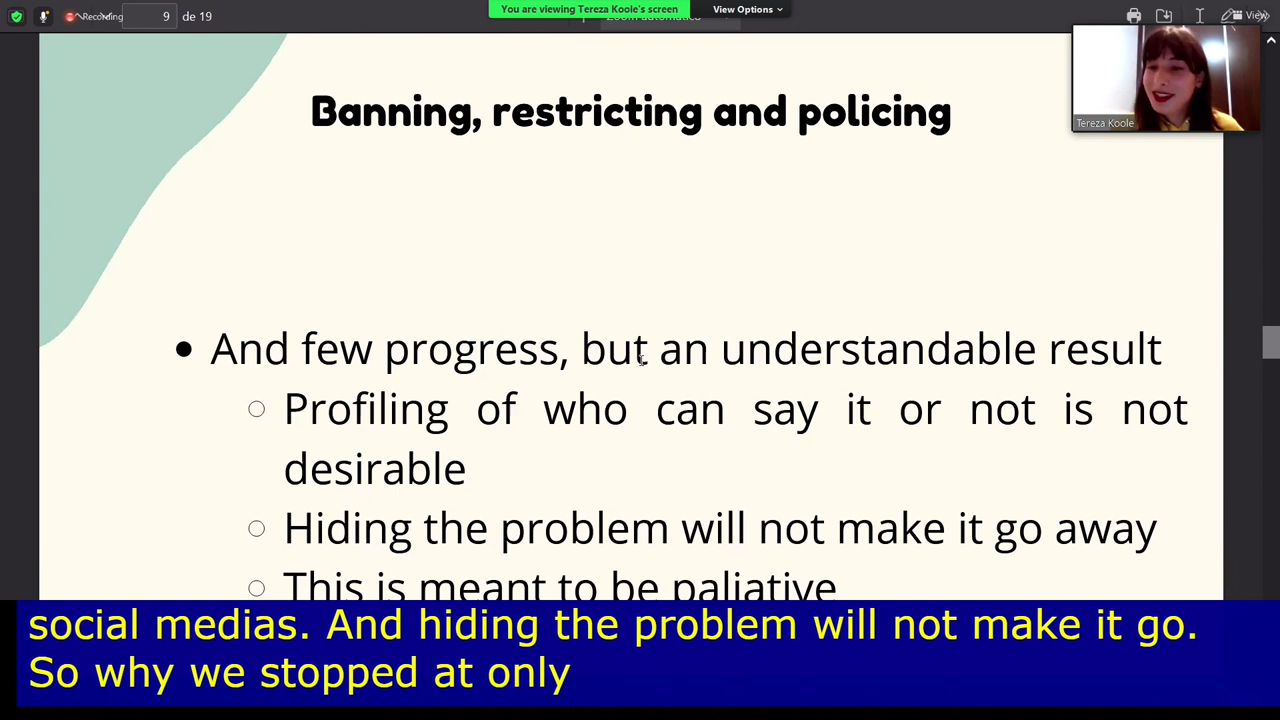 Recording
9 de 19
You are viewing Tereza Koole's screen
View Options
View
Tereza Koole
Banning, restricting and policing
And few progress, but an understandable result
Profiling of who can say it or not is not
desirable
Hiding the problem will not make it go away
This is meant to be paliative
social medias. And hiding the problem will not make it go.
So why we stopped at only